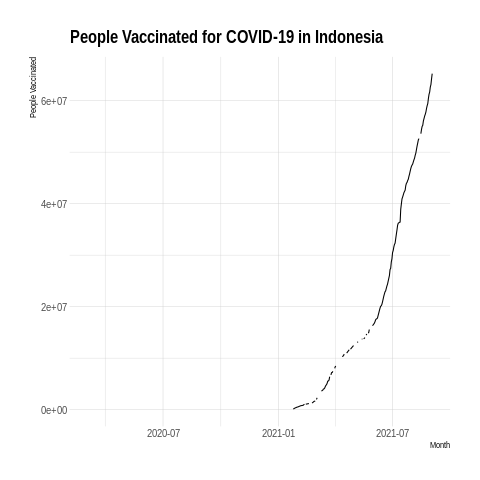 People Vaccinated for COVID-19 in Indonesia
People Vaccinated
6e+07
4e+07
2e+07
0e+00
2020-07
2021-01
2021-07
Month